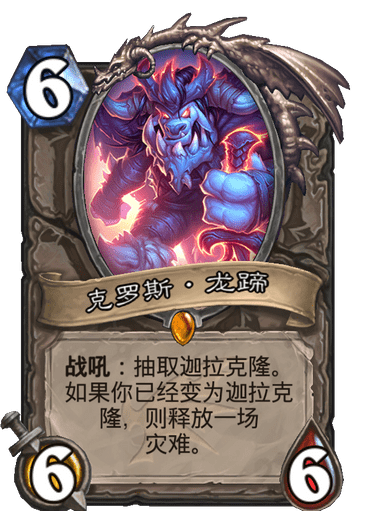 6
克罗斯·龙蹄
战吼：抽取迦拉克隆。
如果你已经变为迦拉克
隆，则释放一场
灾难。
6
6